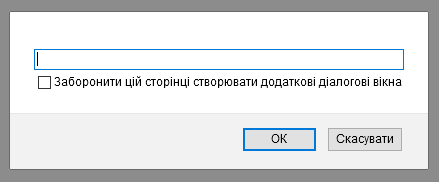 Заборонити цій сторінці створювати додаткові діалогові вікна
OK
Скасувати